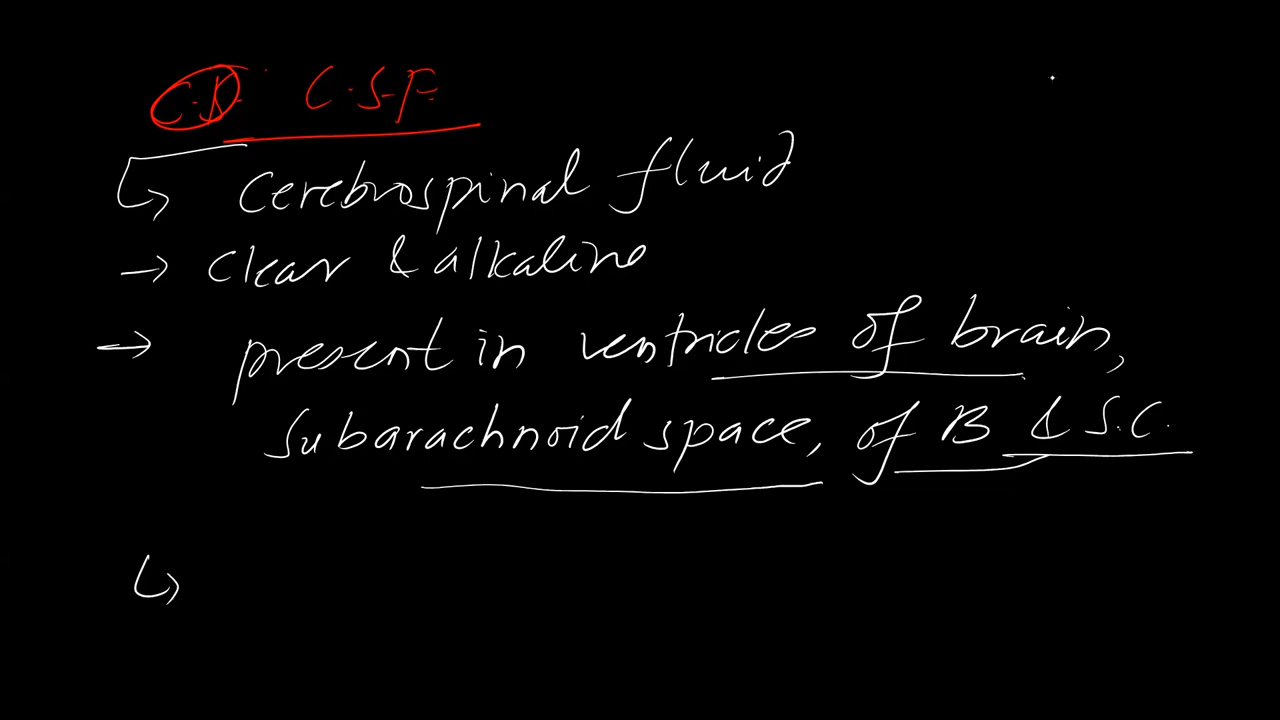 C.S.F.
↳ Cerebrospinal fluid
→ Clear & alkaline
→ present in ventricles of brain,
subarachnoid space, of B & S.C.
↳